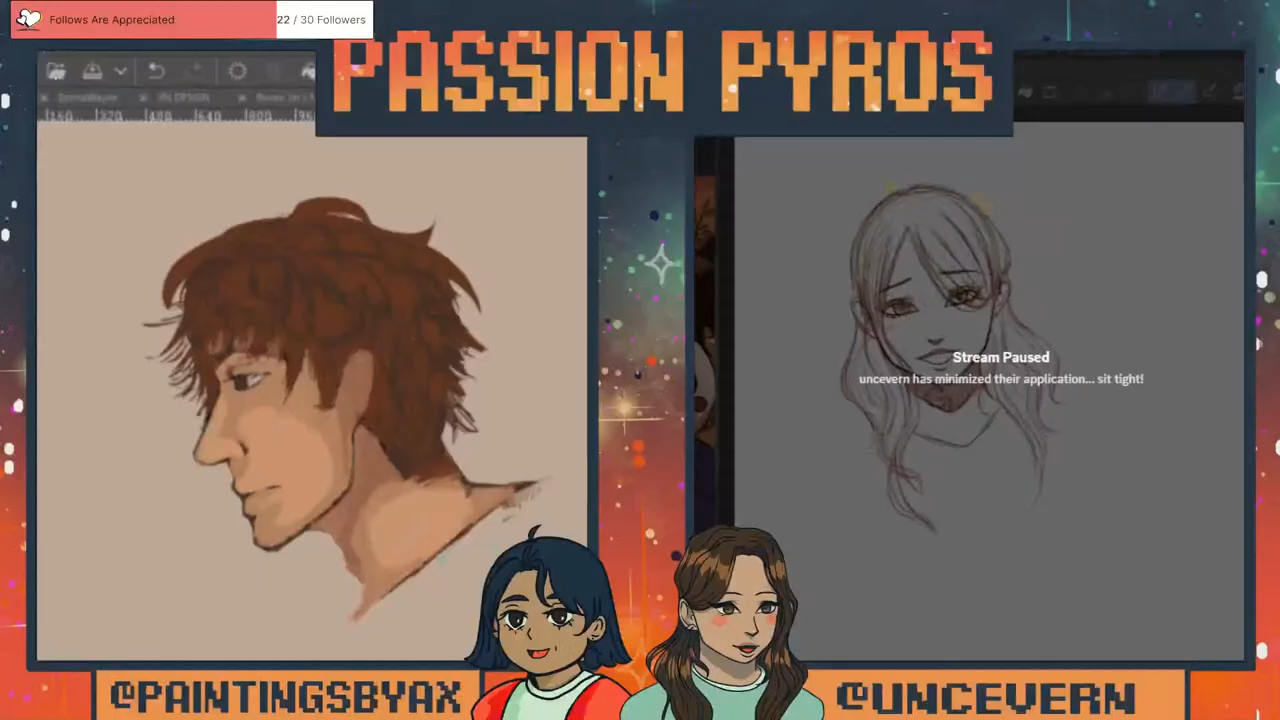 Follows Are Appreciated
22 / 30 Followers
PASSION PYROS
Stream Paused
uncevern has minimized their application... sit tight!
@PAINTINGSBYAX
@UNCEVERN